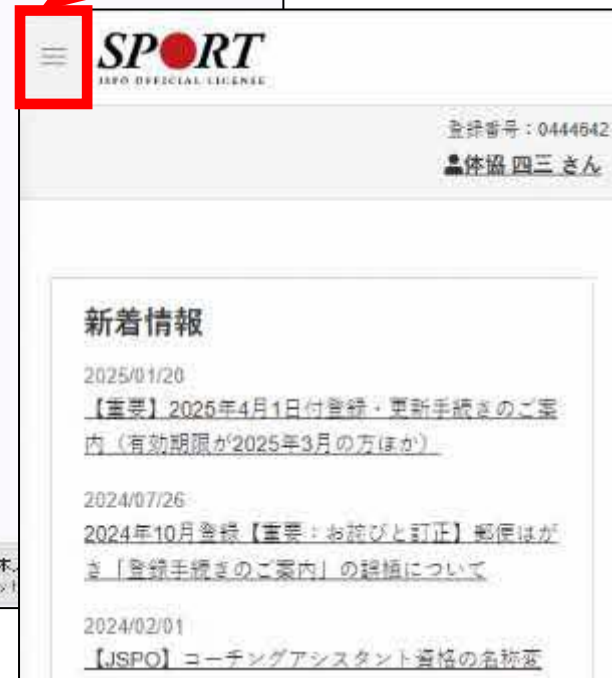 SPORT
JSPO OFFICIAL LICENSE
登録番号：0444642
体協 四三 さん
新着情報
2025/01/20
【重要】2025年4月1日付登録・更新手続きのご案
内（有効期限が2025年3月の方ほか）
2024/07/26
2024年10月登録【重要：お詫びと訂正】郵便はが
き「登録手続きのご案内」の誤植について
2024/02/01
【JSPO】コーチングアシスタント資格の名称変